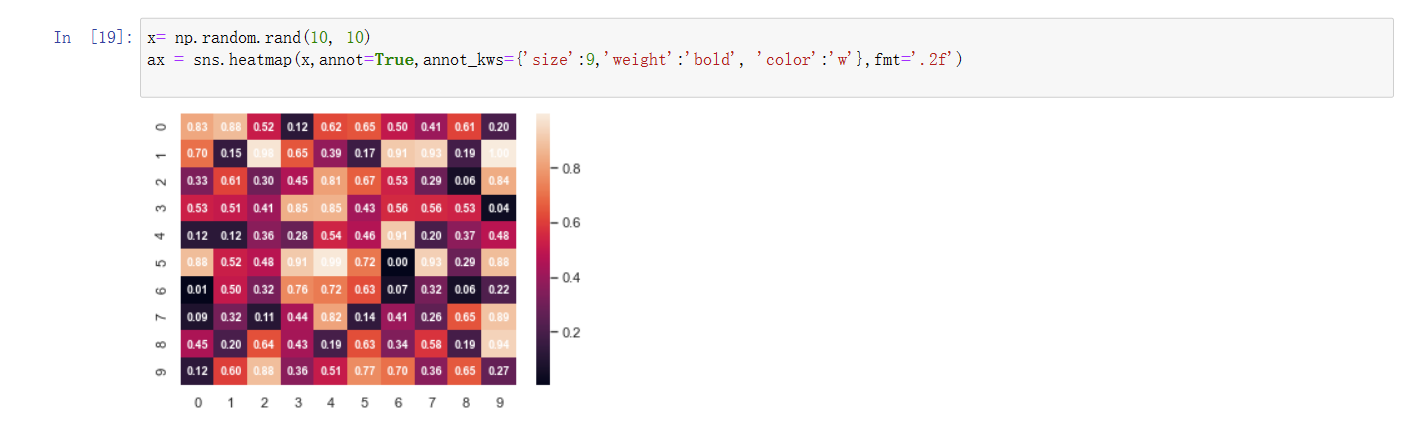 In [19]:
x= np.random.rand(10, 10)
ax = sns.heatmap(x,annot=True,annot_kws={'size':9,'weight':'bold', 'color':'w'},fmt='.2f')
0 0.83 0.88 0.52 0.12 0.62 0.65 0.50 0.41 0.61 0.20
1 0.70 0.15 0.98 0.65 0.39 0.17 0.91 0.93 0.19 1.00
2 0.33 0.61 0.30 0.45 0.81 0.67 0.53 0.29 0.06 0.84
3 0.53 0.51 0.41 0.85 0.85 0.43 0.56 0.56 0.53 0.04
4 0.12 0.12 0.36 0.28 0.54 0.46 0.91 0.20 0.37 0.48
5 0.88 0.52 0.48 0.91 0.72 0.00 0.93 0.29 0.88
6 0.01 0.50 0.32 0.76 0.72 0.63 0.07 0.32 0.06 0.22
7 0.09 0.32 0.11 0.44 0.82 0.14 0.41 0.26 0.65 0.89
8 0.45 0.20 0.64 0.43 0.19 0.63 0.34 0.58 0.19 0.94
9 0.12 0.60 0.88 0.36 0.51 0.77 0.70 0.36 0.65 0.27
0 1 2 3 4 5 6 7 8 9
0.8
0.6
0.4
0.2